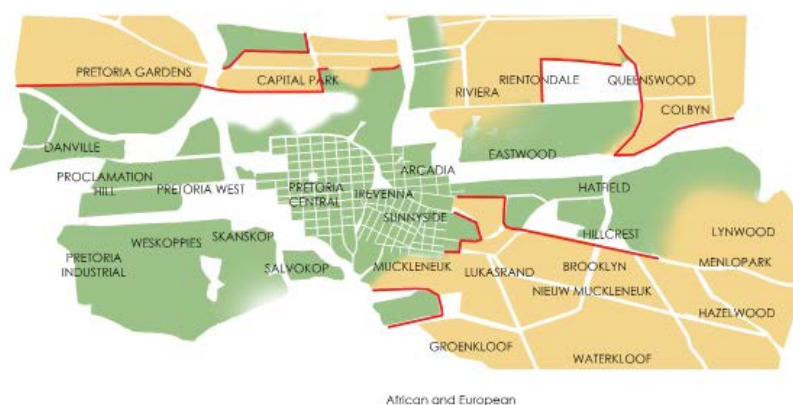 PRETORIA GARDENS
CAPITAL PARK
RIVIERA
RIENTONDALE
QUEENSWOOD
COLBYN
DANVILLE
PROCLAMATION
HILL
PRETORIA WEST
PRETORIA
CENTRAL
TREVENNA
ARCADIA
SUNNYSIDE
EASTWOOD
HATFIELD
HILLCREST
LYNWOOD
PRETORIA
INDUSTRIAL
WESKOPPIES
SKANSKOP
SALVOKOP
MUCKLENEUK
LUKASRAND
BROOKLYN
MENLOPARK
NIEUW MUCKLENEUK
HAZELWOOD
GROENKLOOF
WATERKLOOF
African and European